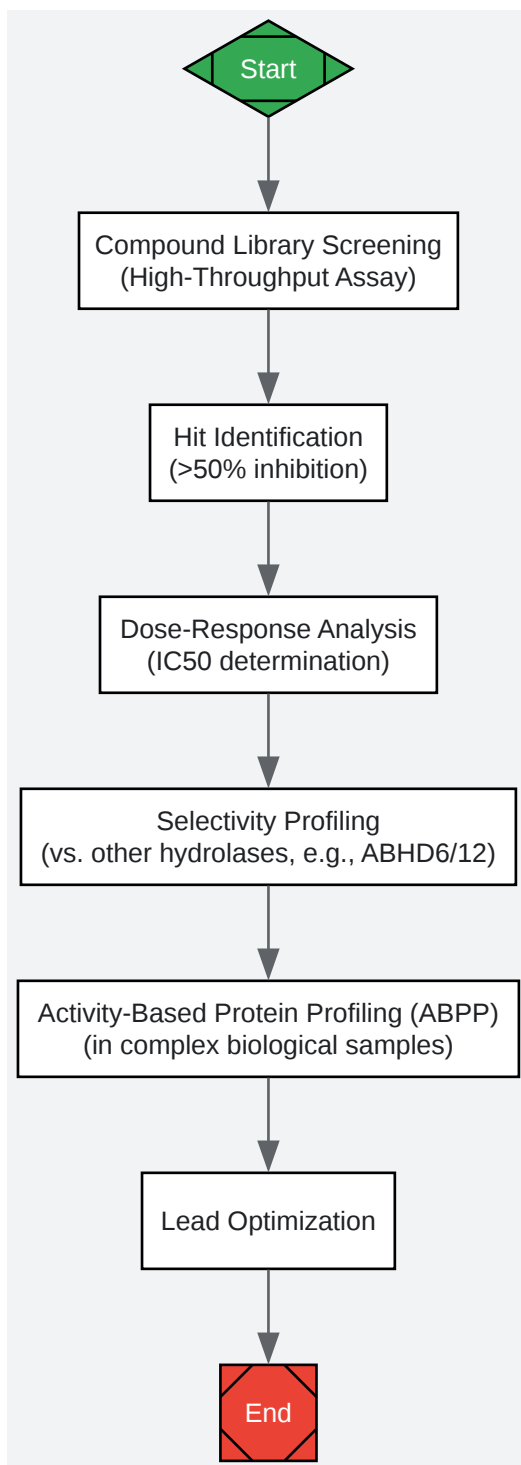 Start
Compound Library Screening
(High-Throughput Assay)
Hit Identification
(>50% inhibition)
Dose-Response Analysis
(IC50 determination)
Selectivity Profiling
(vs. other hydrolases, e.g., ABHD6/12)
Activity-Based Protein Profiling (ABPP)
(in complex biological samples)
Lead Optimization
End